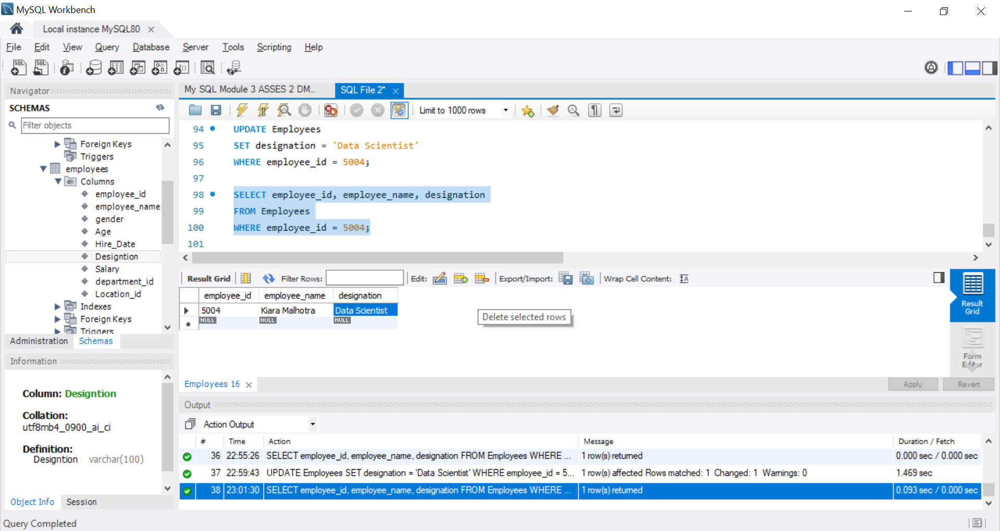 MySQL Workbench
Local instance MySQL80
File Edit View Query Database Server Tools Scripting Help
Navigator
SCHEMAS
Filter objects
Foreign Keys
Triggers
employees
Columns
employee_id
employee_name
gender
Age
Hire_Date
Designtion
Salary
department_id
Location_id
Indexes
Foreign Keys
Triggers
Administration Schemas
Information
Column: Designtion
Collation:
utf8mb4_0900_ai_ci
Definition:
Designtion varchar(100)
Object Info Session
My SQL Module 3 ASSES 2 DM... SQL File 2*
Limit to 1000 rows
94 UPDATE Employees
95 SET designation = 'Data Scientist'
96 WHERE employee_id = 5004;
97
98 SELECT employee_id, employee_name, designation
99 FROM Employees
100 WHERE employee_id = 5004;
101
Result Grid Filter Rows: Edit: Export/Import: Wrap Cell Content:
employee_id employee_name designation
5004 Kiara Malhotra Data Scientist
NULL NULL NULL
Delete selected rows
Result
Grid
Form
Editor
Employees 16
Apply Revert
Output
Action Output
# Time Action Message Duration / Fetch
36 22:55:26 SELECT employee_id, employee_name, designation FROM Employees WHERE ... 1 row(s) returned 0.000 sec / 0.000 sec
37 22:59:43 UPDATE Employees SET designation = 'Data Scientist' WHERE employee_id = 5... 1 row(s) affected Rows matched: 1 Changed: 1 Warnings: 0 1.469 sec
38 23:01:30 SELECT employee_id, employee_name, designation FROM Employees WHERE ... 1 row(s) returned 0.093 sec / 0.000 sec
Query Completed